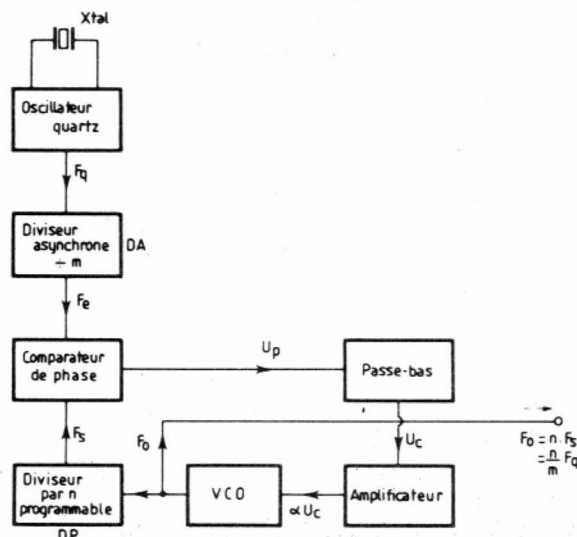 Xtal
Oscillateur
quartz
Fq
Diviseur
asynchrone
÷ m
DA
Fe
Comparateur
de phase
Up
Passe-bas
Fs
Fo
Uc
Fo = n. Fs
= n/m Fq
Diviseur
par n
programmable
VCO
αUc
Amplificateur
DP